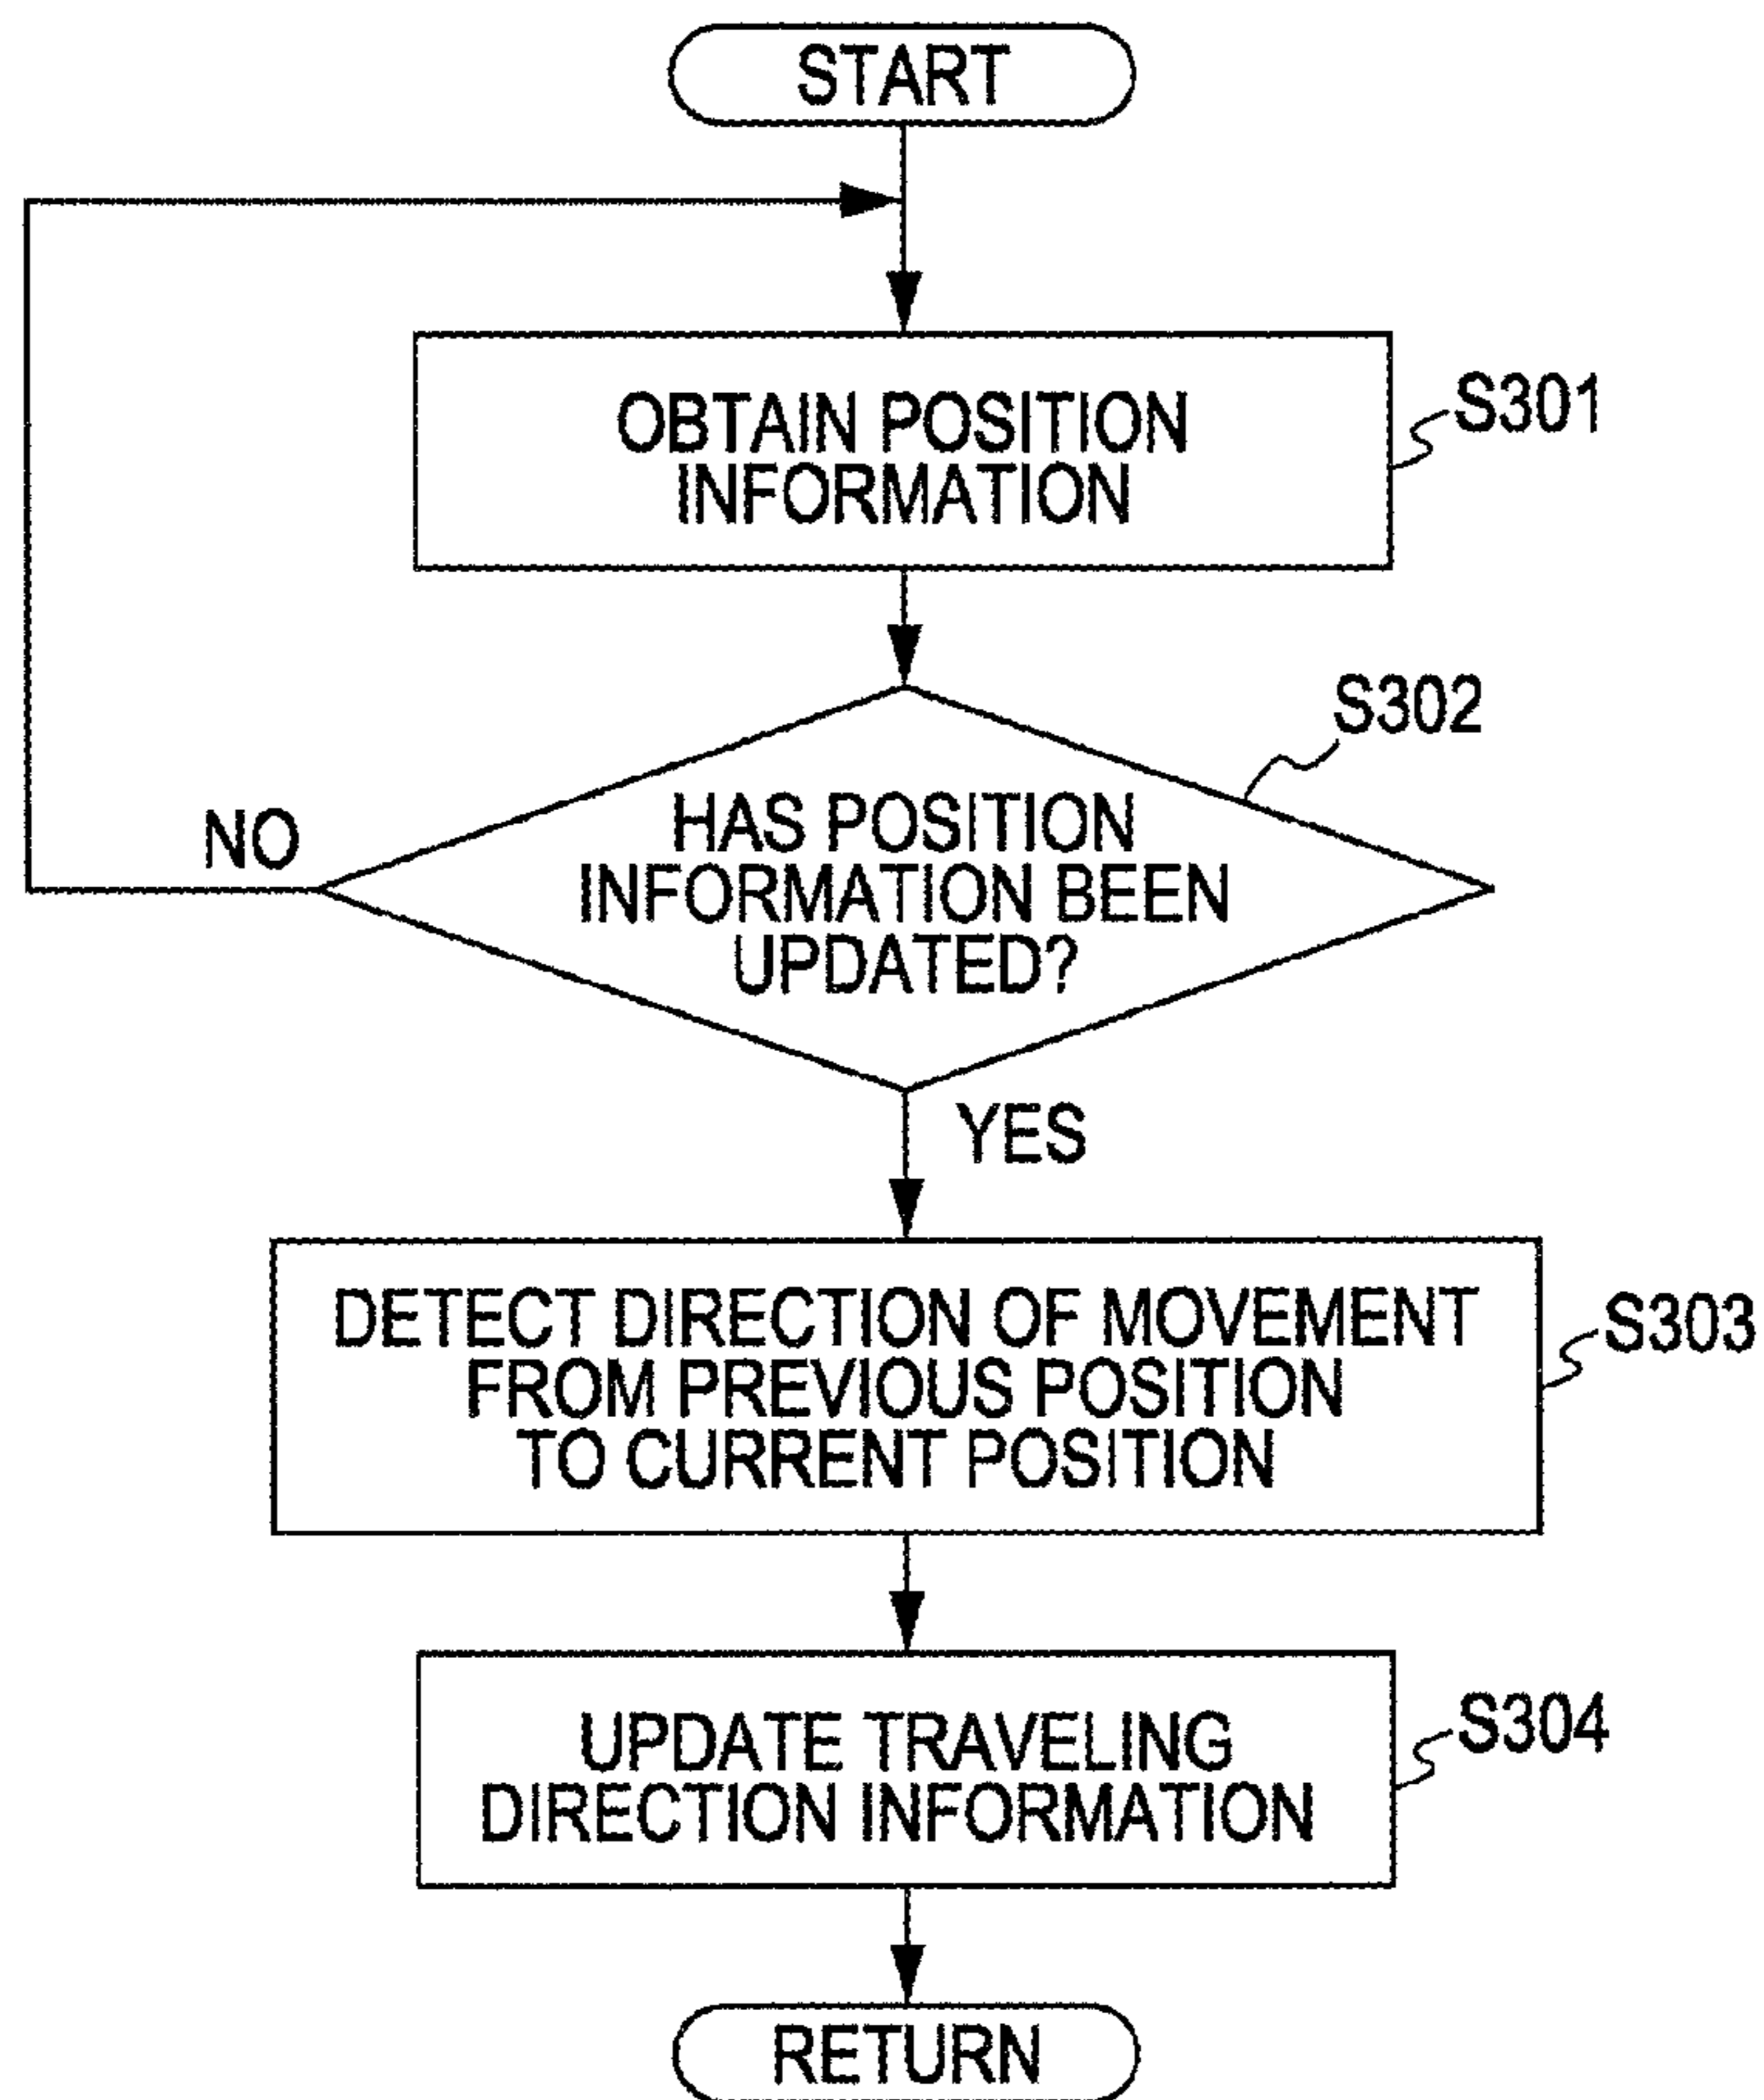 START
OBTAIN POSITION
INFORMATION
S301
S302
HAS POSITION
INFORMATION BEEN
UPDATED?
NO
YES
DETECT DIRECTION OF MOVEMENT
FROM PREVIOUS POSITION
TO CURRENT POSITION
S303
UPDATE TRAVELING
DIRECTION INFORMATION
S304
RETURN